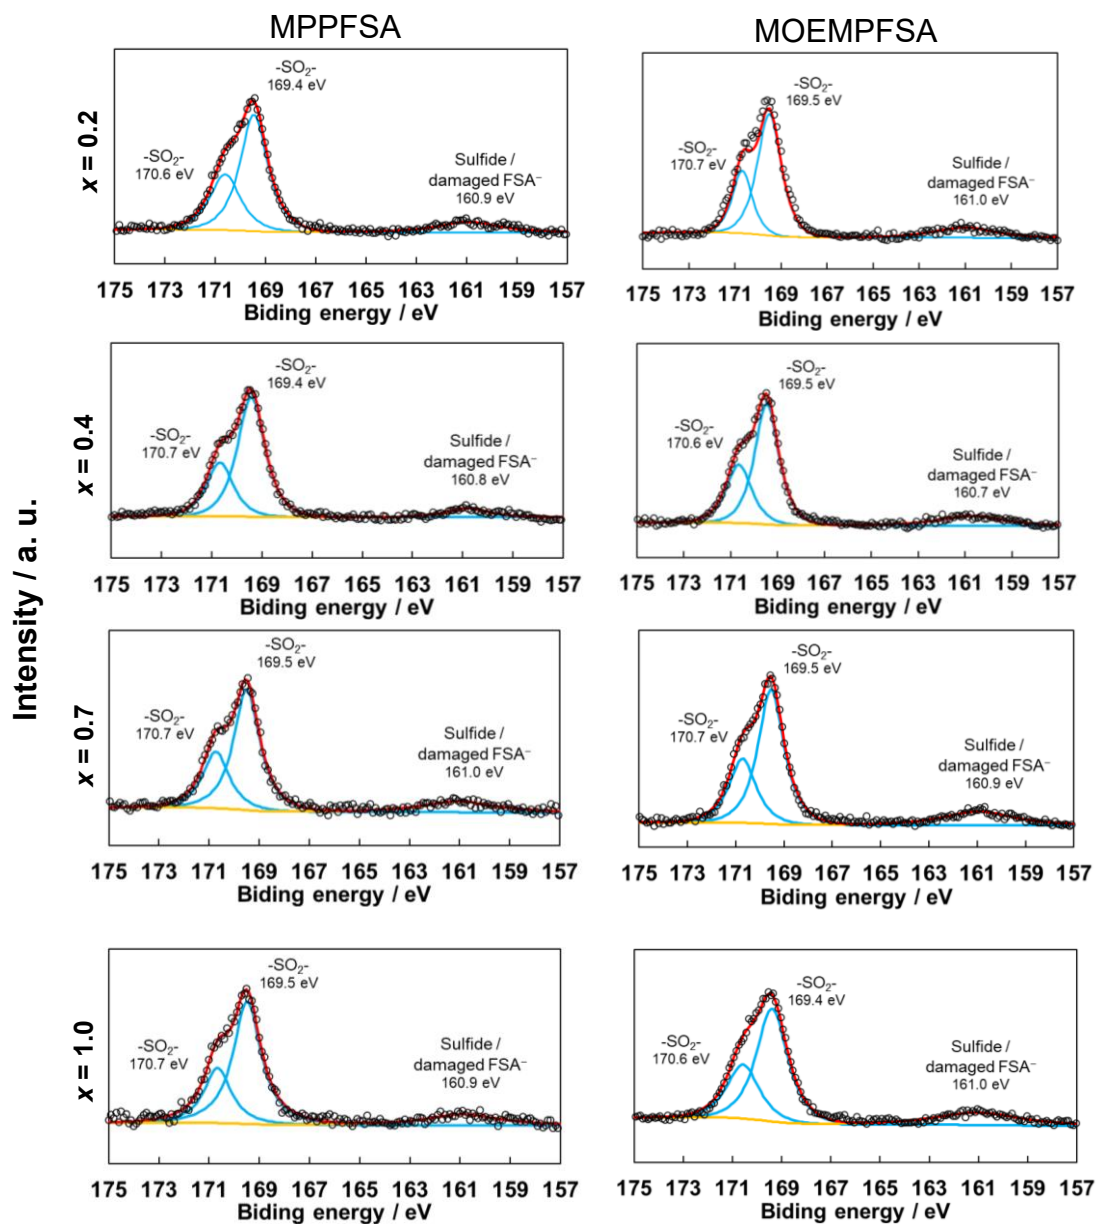 MPPFSA
MOEMPFSA
Intensity / a. u.
x = 0.2
-SO₂-
169.4 eV
-SO₂-
170.6 eV
Sulfide /
damaged FSA⁻
160.9 eV
175 173 171 169 167 165 163 161 159 157
Biding energy / eV
-SO₂-
169.5 eV
-SO₂-
170.7 eV
Sulfide /
damaged FSA⁻
161.0 eV
175 173 171 169 167 165 163 161 159 157
Biding energy / eV
x = 0.4
-SO₂-
169.4 eV
-SO₂-
170.7 eV
Sulfide /
damaged FSA⁻
160.8 eV
175 173 171 169 167 165 163 161 159 157
Biding energy / eV
-SO₂-
169.5 eV
-SO₂-
170.6 eV
Sulfide /
damaged FSA⁻
160.7 eV
175 173 171 169 167 165 163 161 159 157
Biding energy / eV
x = 0.7
-SO₂-
169.5 eV
-SO₂-
170.7 eV
Sulfide /
damaged FSA⁻
161.0 eV
175 173 171 169 167 165 163 161 159 157
Biding energy / eV
-SO₂-
169.5 eV
-SO₂-
170.7 eV
Sulfide /
damaged FSA⁻
160.9 eV
175 173 171 169 167 165 163 161 159 157
Biding energy / eV
x = 1.0
-SO₂-
169.5 eV
-SO₂-
170.7 eV
Sulfide /
damaged FSA⁻
160.9 eV
175 173 171 169 167 165 163 161 159 157
Biding energy / eV
-SO₂-
169.4 eV
-SO₂-
170.6 eV
Sulfide /
damaged FSA⁻
161.0 eV
175 173 171 169 167 165 163 161 159 157
Biding energy / eV